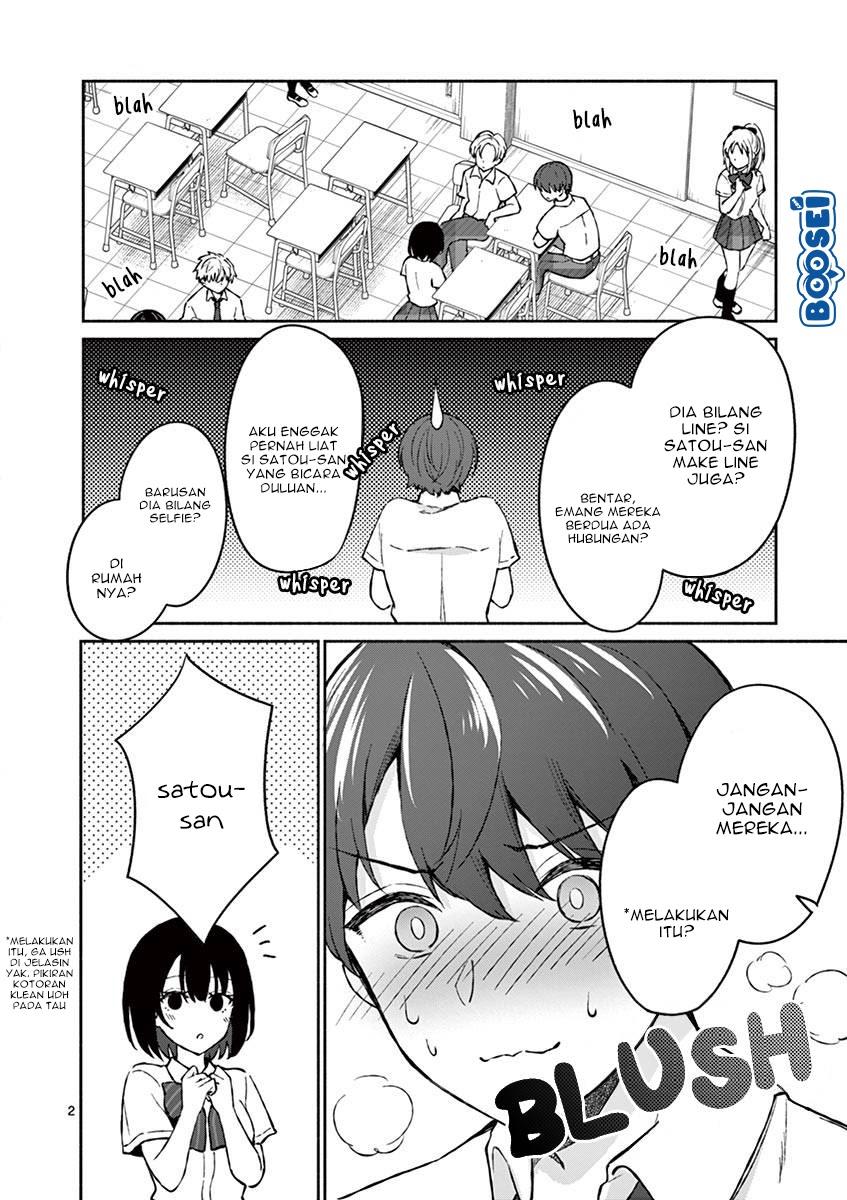 blah
blah
blah
blah
BOOSEI
whisper
DIA BILANG
LINE? SI
SATOU-SAN
MAKE LINE
JUGA?
BENTAR,
EMANG MEREKA
BERDUA ADA
HUBUNGAN?
whisper
whisper
AKU ENGGAK
PERNAH LIAT
SI SATOU-SAN
YANG BICARA
DULUAN...
whisper
whisper
BARUSAN
DIA BILANG
SELFIE?
DI
RUMAH
NYA?
JANGAN-
JANGAN
MEREKA...
*MELAKUKAN
ITU?
BLUSH
satou-
san
*MELAKUKAN
ITU, GA USH
DI JELASIN
YAK. PIKIRAN
KOTORAN
KLEAN UDH
PADA TAU
2